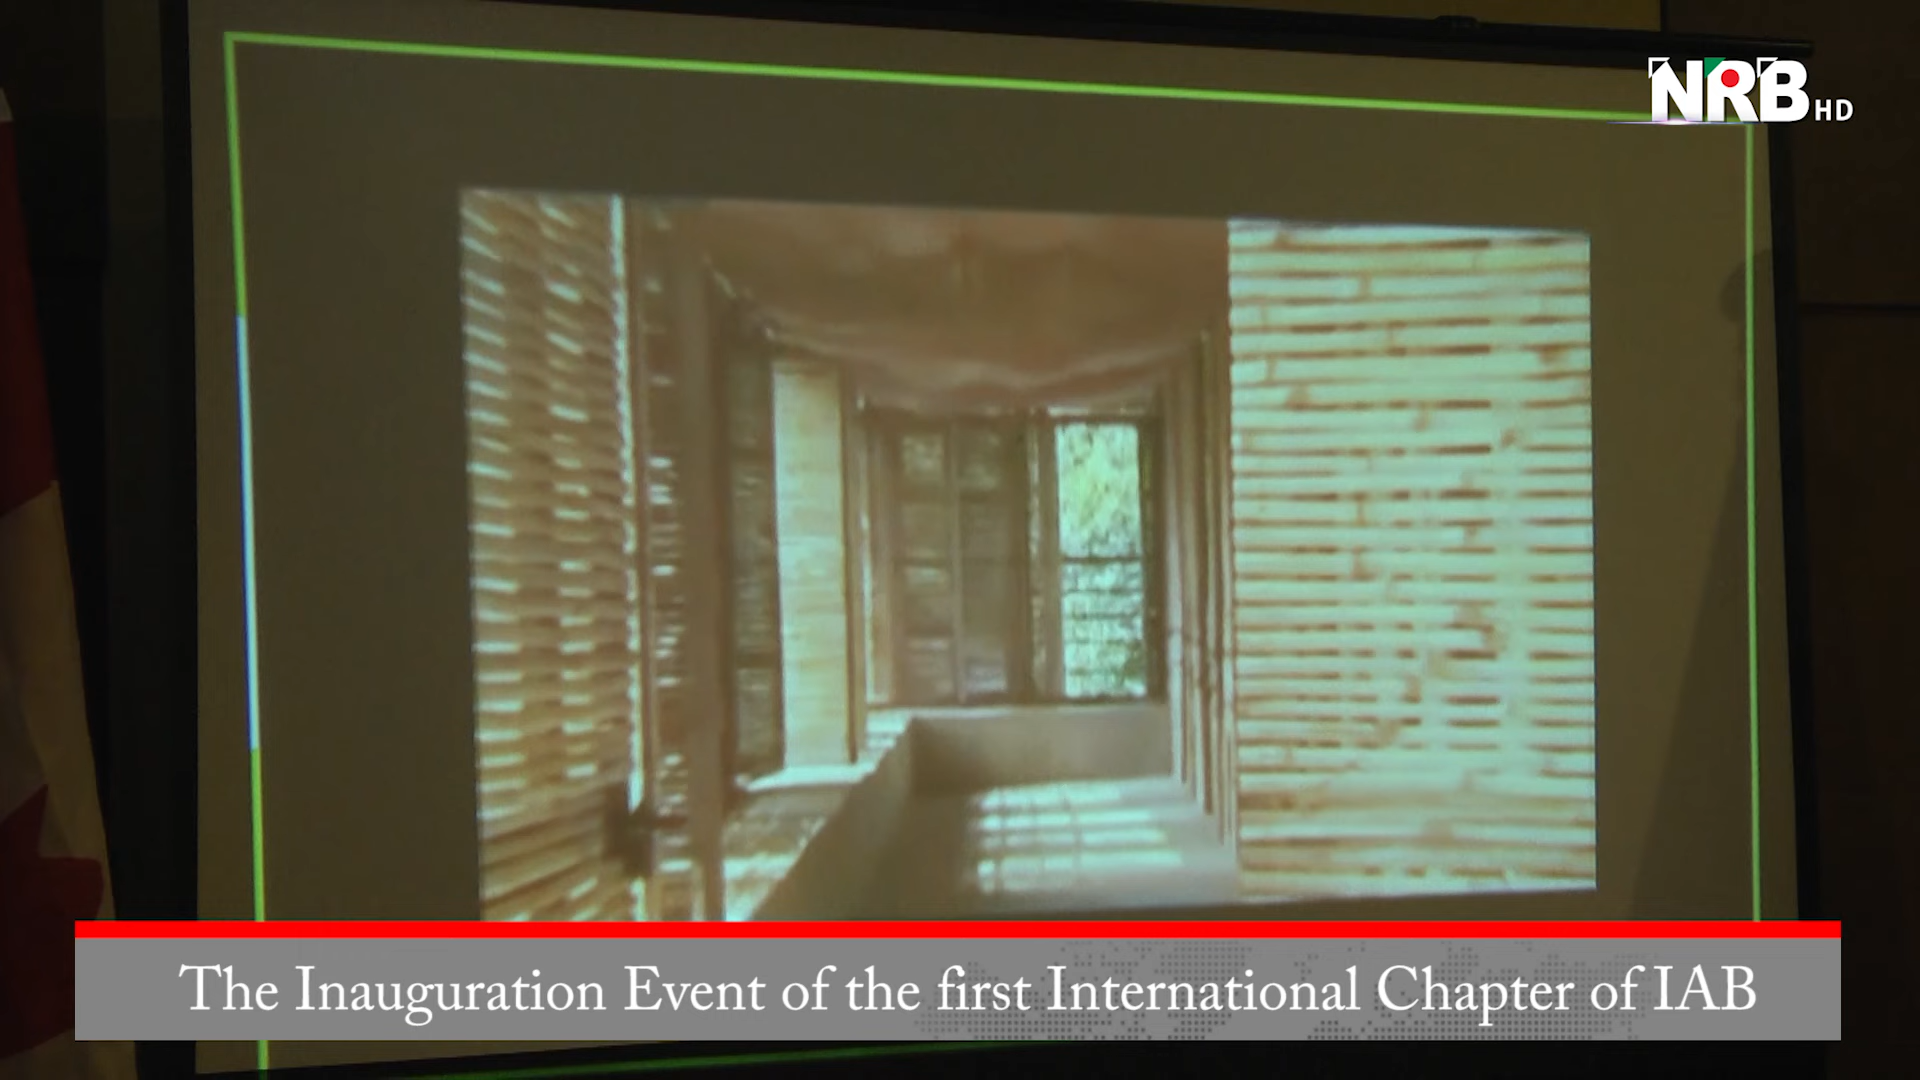 NRB HD
The Inauguration Event of the first International Chapter of IAB